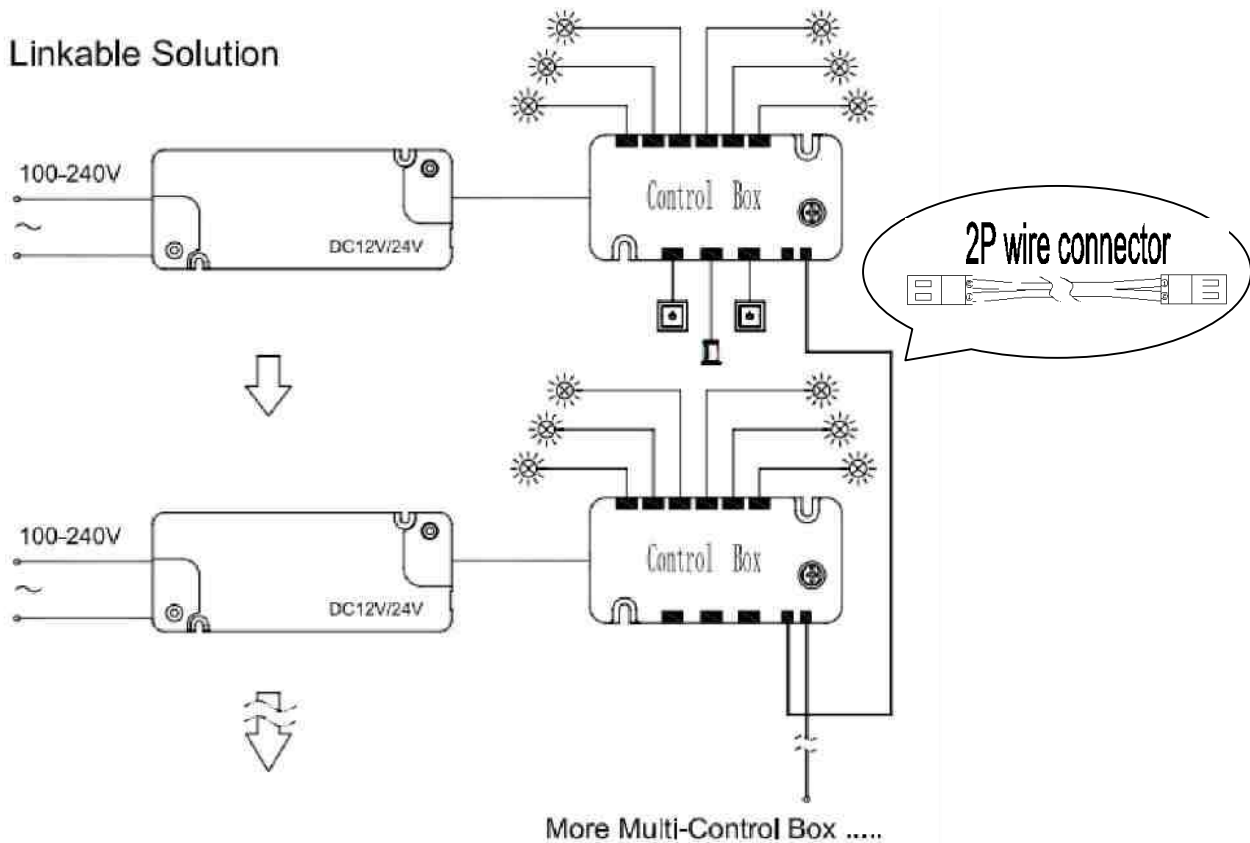 Linkable Solution
100-240V
~
DC12V/24V
Control Box
2P wire connector
100-240V
~
DC12V/24V
Control Box
More Multi-Control Box .....